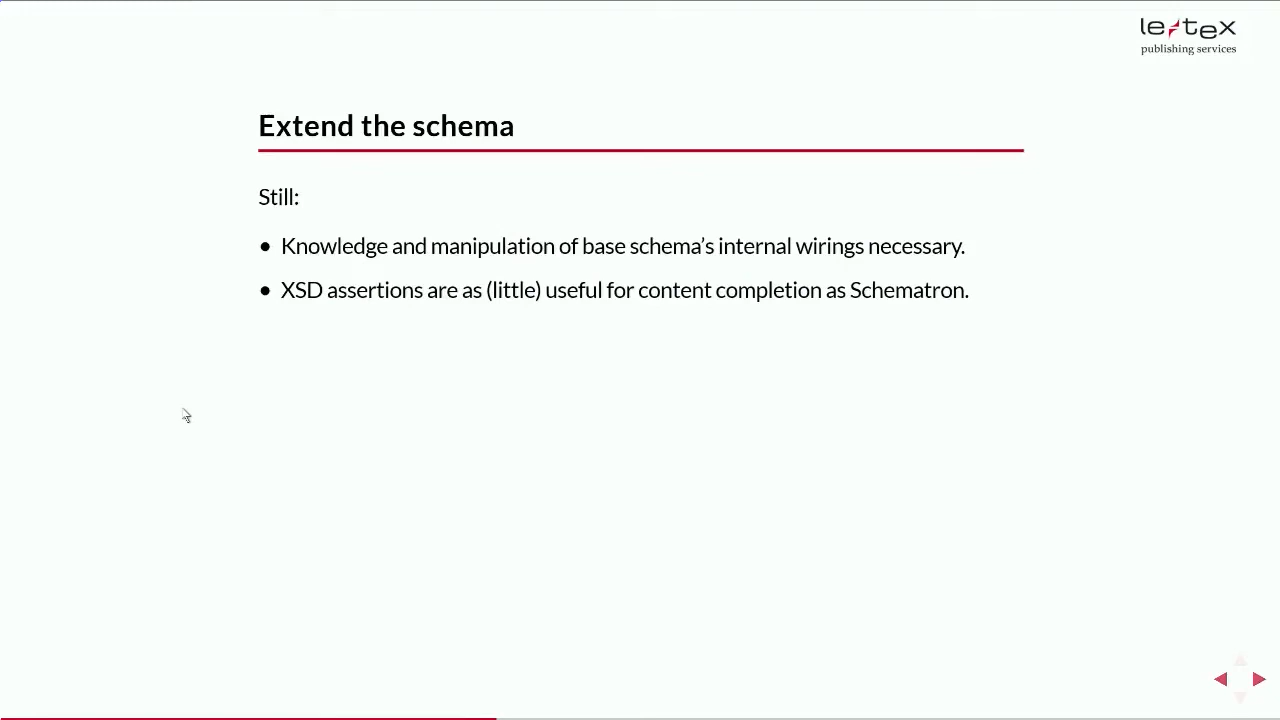 le-tex
publishing services
Extend the schema
Still:
• Knowledge and manipulation of base schema’s internal wirings necessary.
• XSD assertions are as (little) useful for content completion as Schematron.